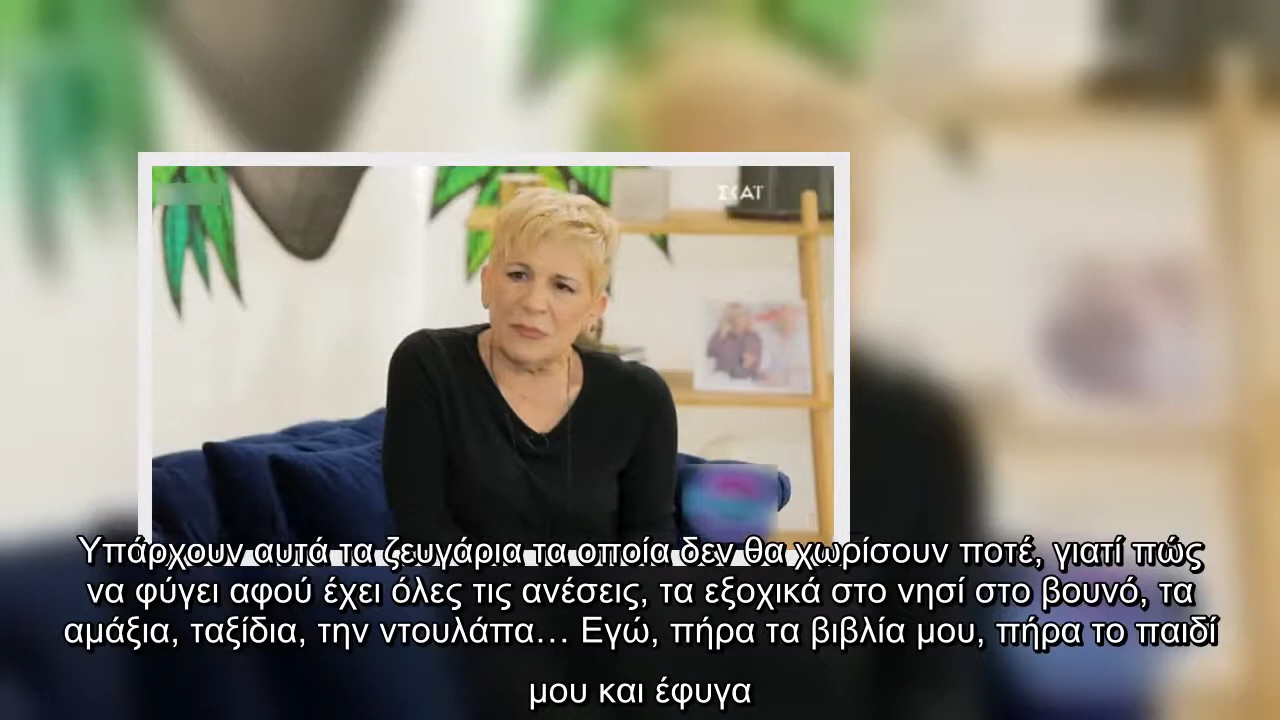 ΣΚΑΪ
Υπάρχουν αυτά τα ζευγάρια τα οποία δεν θα χωρίσουν ποτέ, γιατί πώς
να φύγει αφού έχει όλες τις ανέσεις, τα εξοχικά στο νησί στο βουνό, τα
αμάξια, ταξίδια, την ντουλάπα… Εγώ, πήρα τα βιβλία μου, πήρα το παιδί
μου και έφυγα